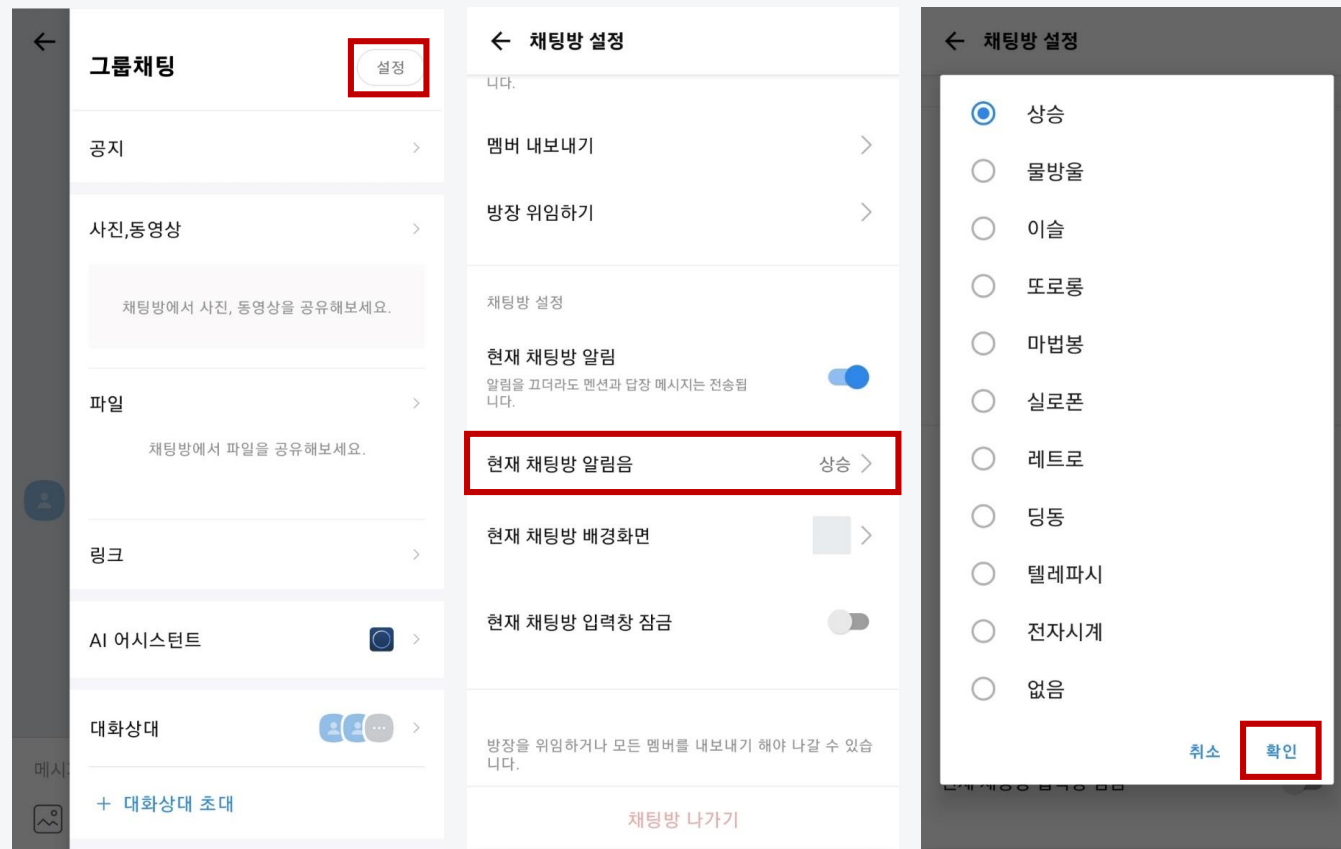 그룹채팅
설정
공지
사진,동영상
채팅방에서 사진, 동영상을 공유해보세요.
파일
채팅방에서 파일을 공유해보세요.
링크
AI 어시스턴트
대화상대
+ 대화상대 초대
메시
채팅방 설정
니다.
멤버 내보내기
방장 위임하기
채팅방 설정
현재 채팅방 알림
알림을 끄더라도 멘션과 답장 메시지는 전송됩
니다.
현재 채팅방 알림음 상승
현재 채팅방 배경화면
현재 채팅방 입력창 잠금
방장을 위임하거나 모든 멤버를 내보내기 해야 나갈 수 있습
니다.
채팅방 나가기
채팅방 설정
상승
물방울
이슬
또로롱
마법봉
실로폰
레트로
딩동
텔레파시
전자시계
없음
취소 확인